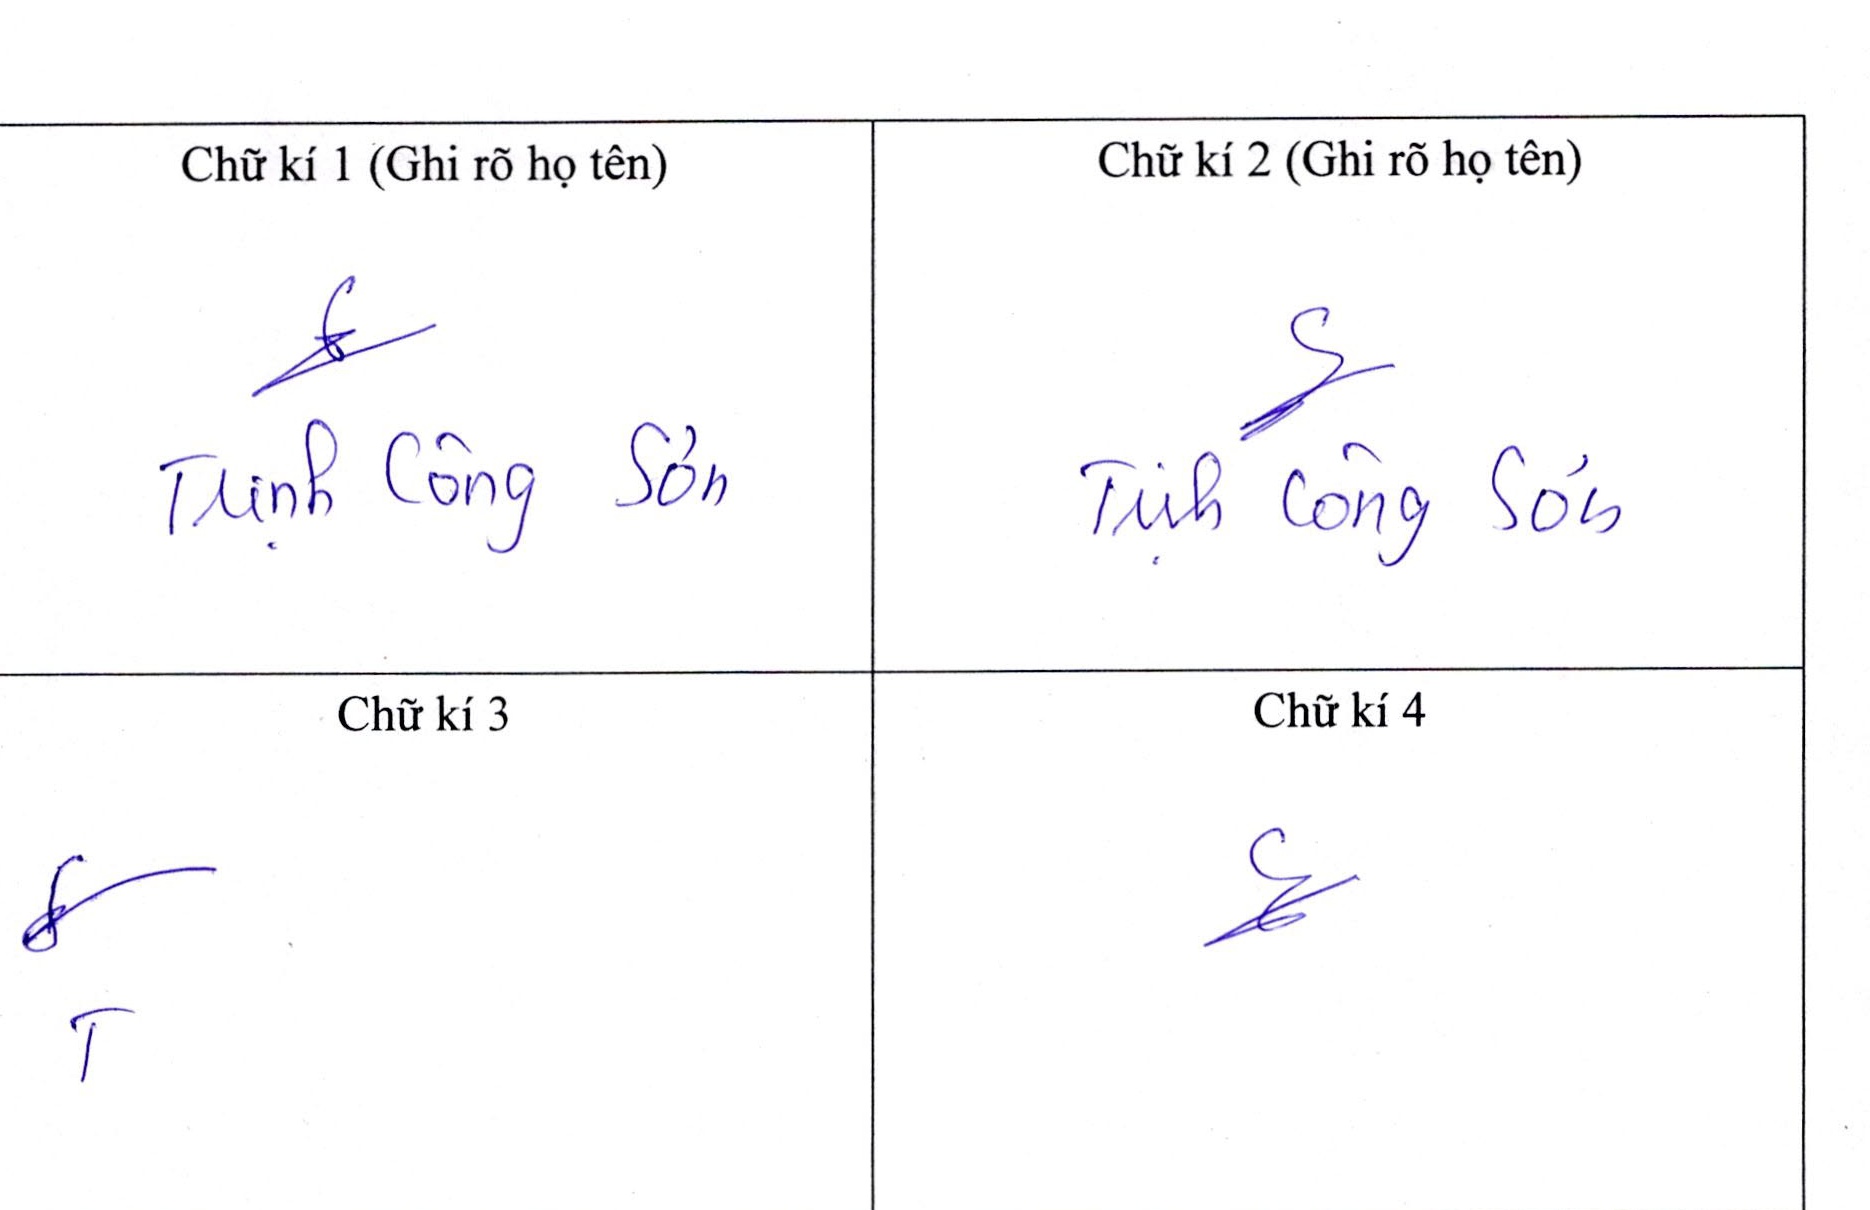 Chữ kí 1 (Ghi rõ họ tên)
Chữ kí 2 (Ghi rõ họ tên)
Trịnh Công Sơn
Trịnh Công Sơn
Chữ kí 3
Chữ kí 4
T